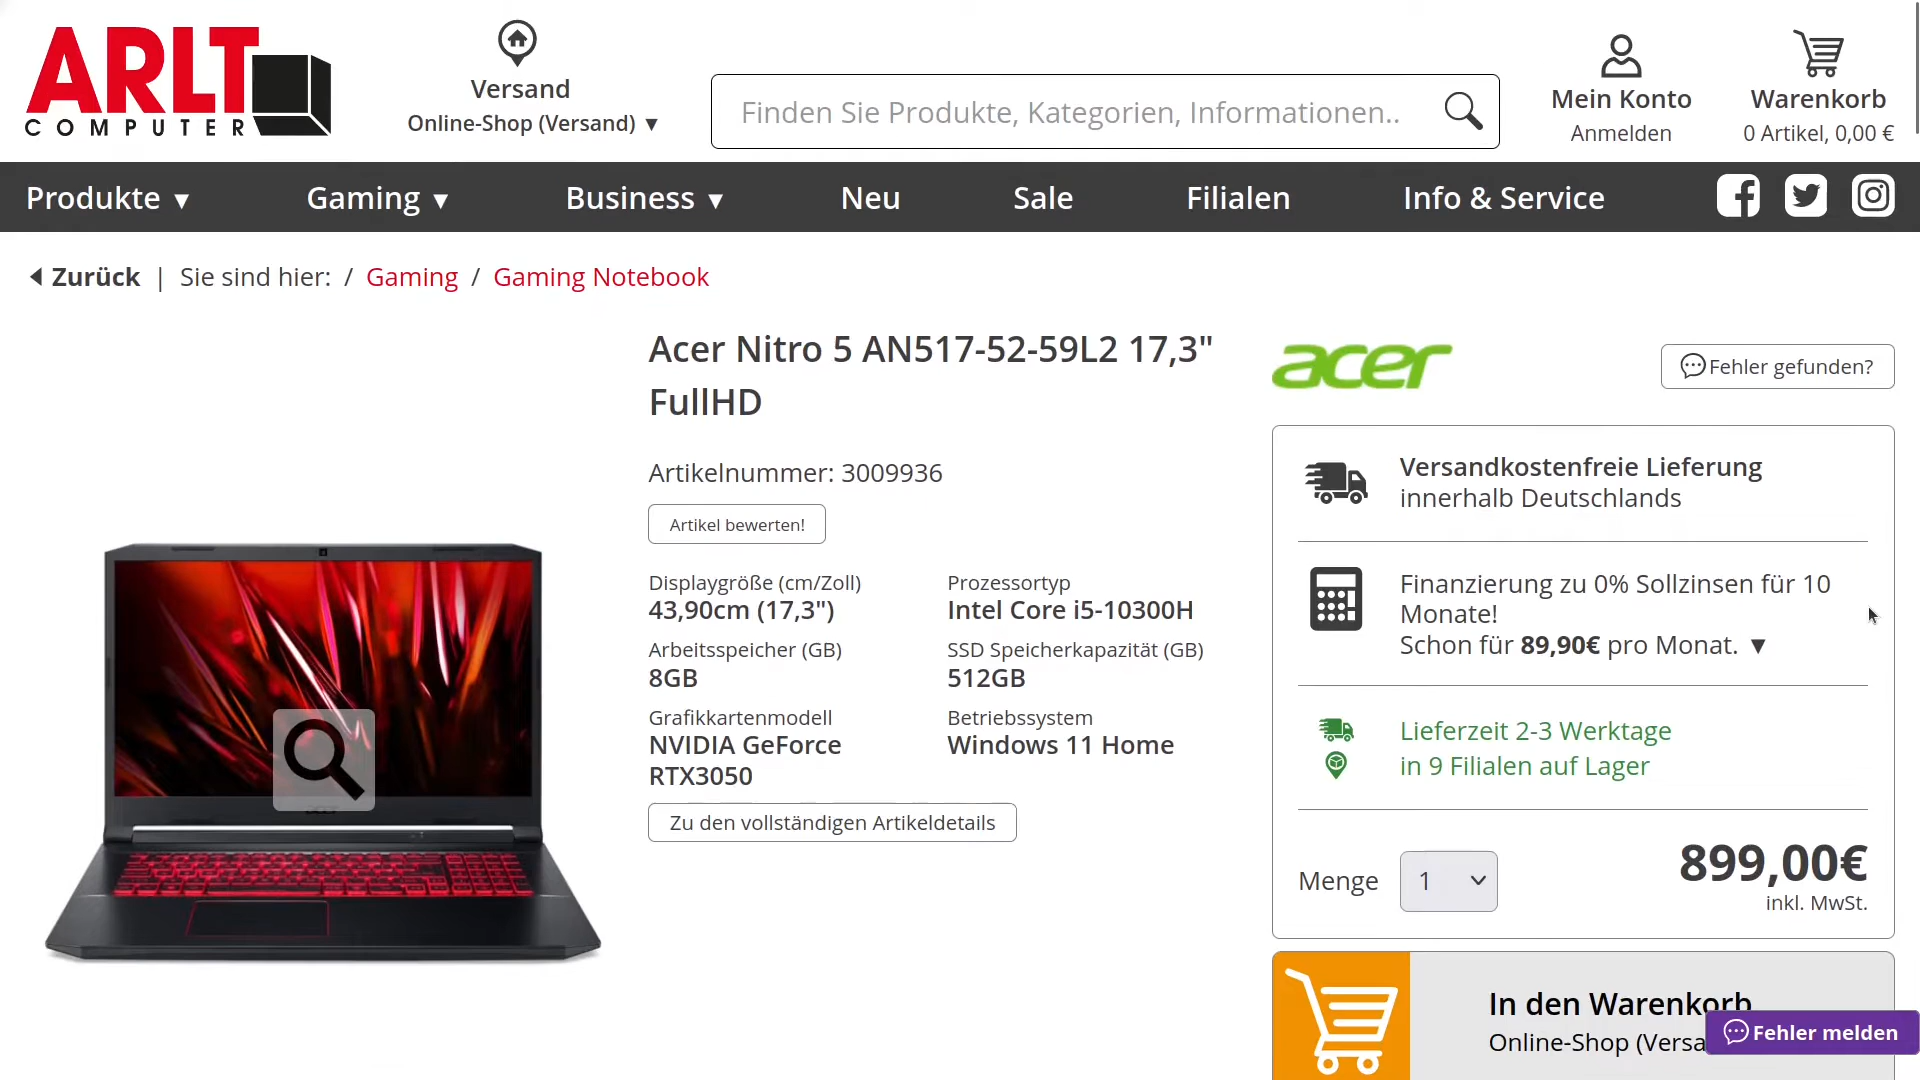 ARLT
COMPUTER
Versand
Online-Shop (Versand) ▼
Finden Sie Produkte, Kategorien, Informationen..
Mein Konto
Anmelden
Warenkorb
0 Artikel, 0,00 €
Produkte ▼
Gaming ▼
Business ▼
Neu
Sale
Filialen
Info & Service
Zurück | Sie sind hier: / Gaming / Gaming Notebook
Acer Nitro 5 AN517-52-59L2 17,3"
FullHD
Artikelnummer: 3009936
Artikel bewerten!
Displaygröße (cm/Zoll)
43,90cm (17,3")
Prozessortyp
Intel Core i5-10300H
Arbeitsspeicher (GB)
8GB
SSD Speicherkapazität (GB)
512GB
Grafikkartenmodell
NVIDIA GeForce
RTX3050
Betriebssystem
Windows 11 Home
Zu den vollständigen Artikeldetails
acer
Fehler gefunden?
Versandkostenfreie Lieferung
innerhalb Deutschlands
Finanzierung zu 0% Sollzinsen für 10
Monate!
Schon für 89,90€ pro Monat. ▼
Lieferzeit 2-3 Werktage
in 9 Filialen auf Lager
Menge
1
899,00€
inkl. MwSt.
In den Warenkorb
Online-Shop (Versa
Fehler melden